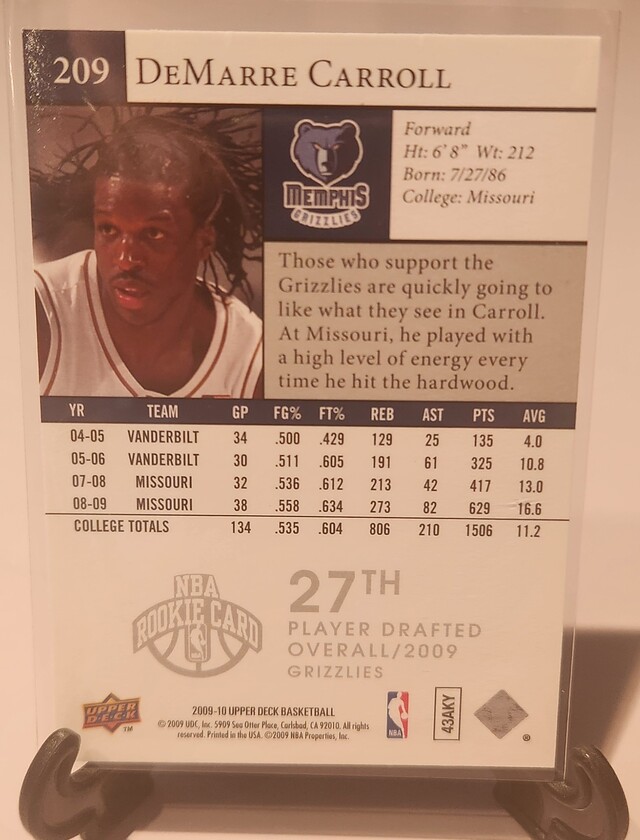 209 DeMarre Carroll
MEMPHIS
GRIZZLIES
Forward
Ht: 6' 8" Wt: 212
Born: 7/27/86
College: Missouri
Those who support the
Grizzlies are quickly going to
like what they see in Carroll.
At Missouri, he played with
a high level of energy every
time he hit the hardwood.
YR TEAM GP FG% FT% REB AST PTS AVG
04-05 VANDERBILT 34 .500 .429 129 25 135 4.0
05-06 VANDERBILT 30 .511 .605 191 61 325 10.8
07-08 MISSOURI 32 .536 .612 213 42 417 13.0
08-09 MISSOURI 38 .558 .634 273 82 629 16.6
COLLEGE TOTALS 134 .535 .604 806 210 1506 11.2
NBA
ROOKIE CARD
27TH
PLAYER DRAFTED
OVERALL/2009
GRIZZLIES
UPPER
DECK
TM
2009-10 UPPER DECK BASKETBALL
© 2009 UDC, Inc. 5909 Sea Otter Place, Carlsbad, CA 92010. All rights
reserved. Printed in the USA. ©2009 NBA Properties, Inc.
NBA
43AKY
®